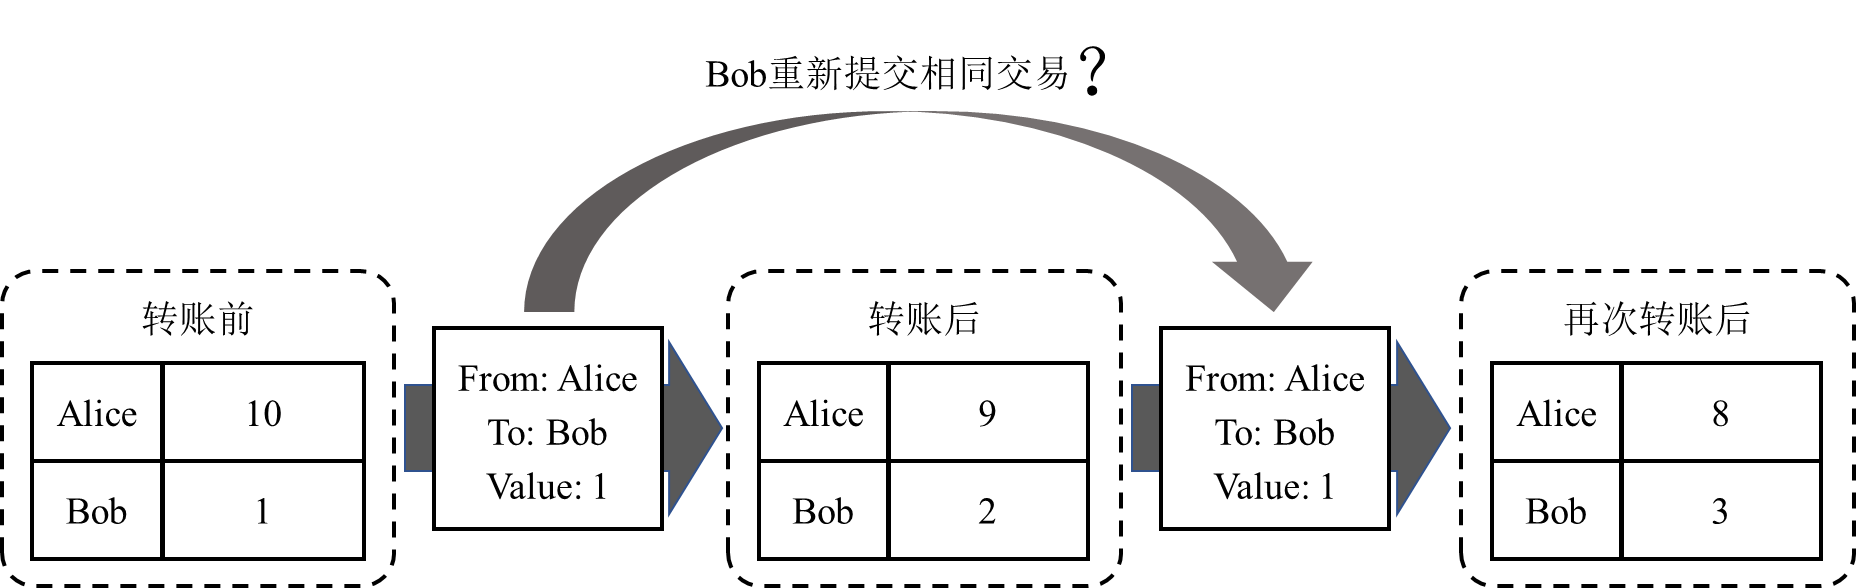 Bob重新提交相同交易?
转账前
Alice 10
Bob 1
From: Alice
To: Bob
Value: 1
转账后
Alice 9
Bob 2
From: Alice
To: Bob
Value: 1
再次转账后
Alice 8
Bob 3